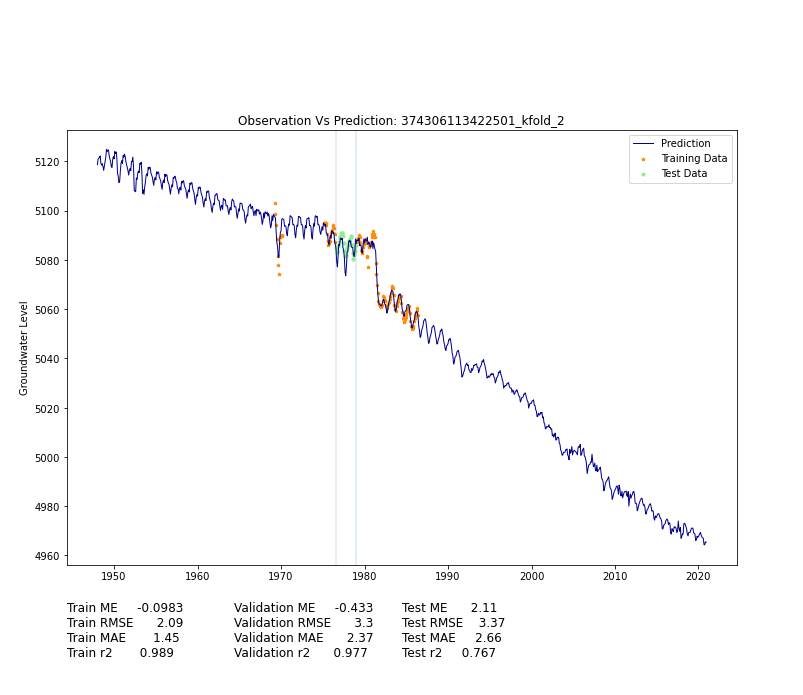 Observation Vs Prediction: 374306113422501_kfold_2
Prediction
Training Data
Test Data
Groundwater Level
5120
5100
5080
5060
5040
5020
5000
4980
4960
1950 1960 1970 1980 1990 2000 2010 2020
Train ME -0.0983 Validation ME -0.433 Test ME 2.11
Train RMSE 2.09 Validation RMSE 3.3 Test RMSE 3.37
Train MAE 1.45 Validation MAE 2.37 Test MAE 2.66
Train r2 0.989 Validation r2 0.977 Test r2 0.767